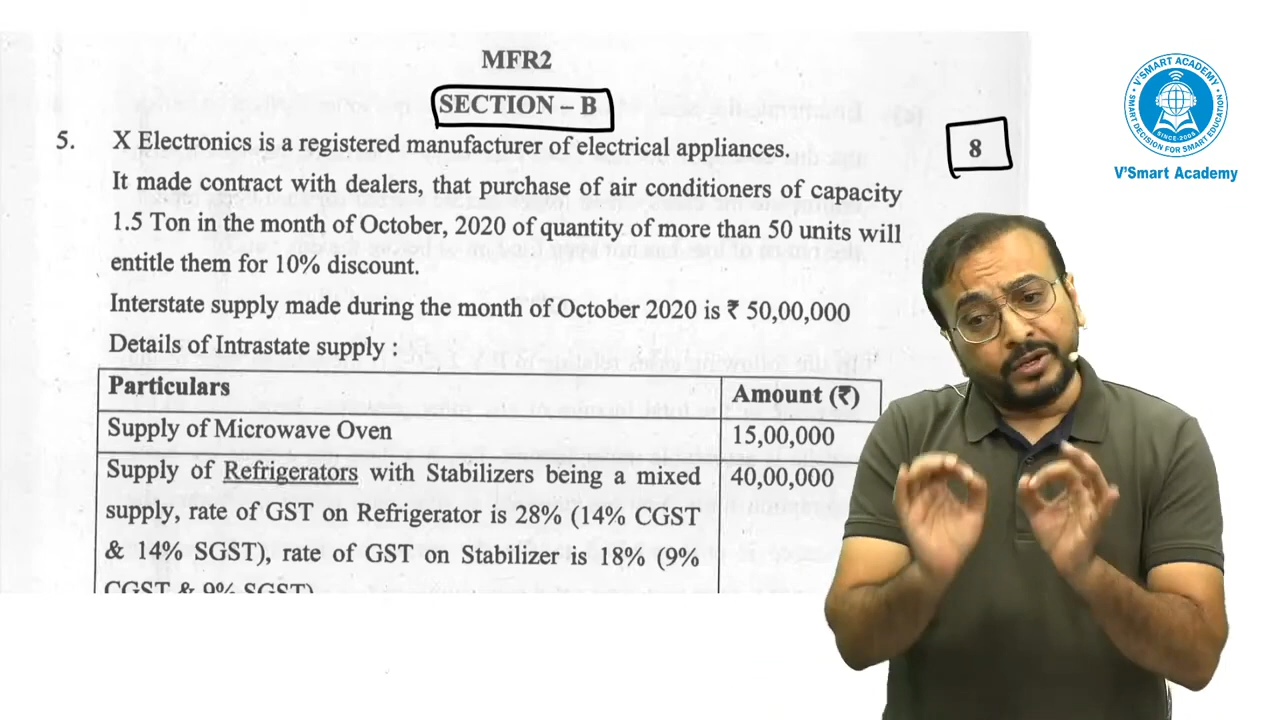 MFR2
SECTION – B
5. X Electronics is a registered manufacturer of electrical appliances. 8
It made contract with dealers, that purchase of air conditioners of capacity
1.5 Ton in the month of October, 2020 of quantity of more than 50 units will
entitle them for 10% discount.
Interstate supply made during the month of October 2020 is ₹ 50,00,000
Details of Intrastate supply :
Particulars Amount (₹)
Supply of Microwave Oven 15,00,000
Supply of Refrigerators with Stabilizers being a mixed 40,00,000
supply, rate of GST on Refrigerator is 28% (14% CGST
& 14% SGST), rate of GST on Stabilizer is 18% (9%
CGST & 9% SGST)
V'SMART ACADEMY
SMART DECISION FOR SMART EDUCATION
SINCE-2006
V'Smart Academy